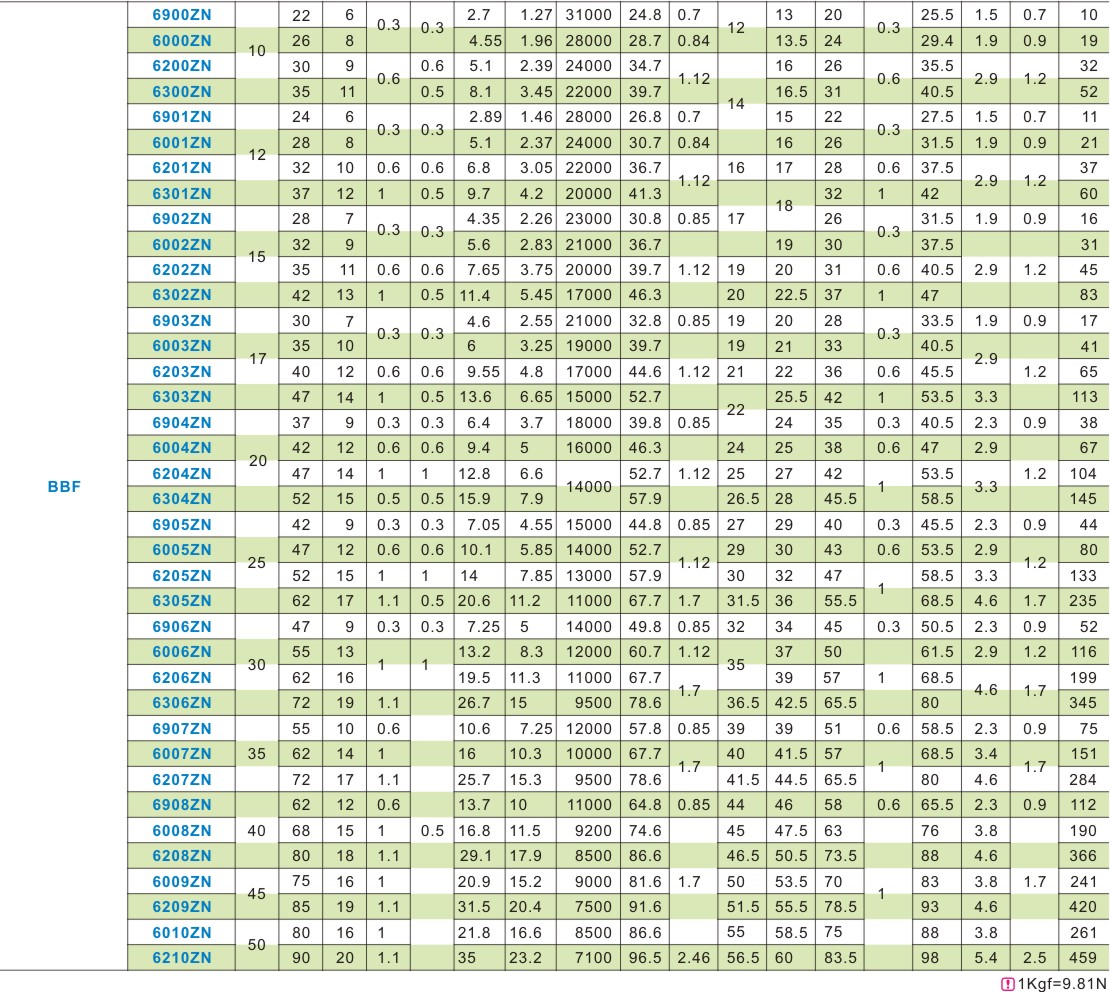 6900ZN 22 6 0.3 0.3 2.7 1.27 31000 24.8 0.7 12 13 20 0.3 25.5 1.5 0.7 10
10
6000ZN 26 8 4.55 1.96 28000 28.7 0.84 13.5 24 29.4 1.9 0.9 19
6200ZN 30 9 0.6 0.6 5.1 2.39 24000 34.7 1.12 16 26 0.6 35.5 2.9 1.2 32
6300ZN 35 11 0.5 8.1 3.45 22000 39.7 14 16.5 31 40.5 52
6901ZN 24 6 0.3 0.3 2.89 1.46 28000 26.8 0.7 15 22 0.3 27.5 1.5 0.7 11
6001ZN 28 8 5.1 2.37 24000 30.7 0.84 16 26 31.5 1.9 0.9 21
12
6201ZN 32 10 0.6 0.6 6.8 3.05 22000 36.7 1.12 16 17 28 0.6 37.5 2.9 1.2 37
6301ZN 37 12 1 0.5 9.7 4.2 20000 41.3 18 32 1 42 60
6902ZN 28 7 0.3 0.3 4.35 2.26 23000 30.8 0.85 17 26 0.3 31.5 1.9 0.9 16
6002ZN 32 9 5.6 2.83 21000 36.7 19 30 37.5 31
15
6202ZN 35 11 0.6 0.6 7.65 3.75 20000 39.7 1.12 19 20 31 0.6 40.5 2.9 1.2 45
6302ZN 42 13 1 0.5 11.4 5.45 17000 46.3 20 22.5 37 1 47 83
6903ZN 30 7 0.3 0.3 4.6 2.55 21000 32.8 0.85 19 20 28 0.3 33.5 1.9 0.9 17
6003ZN 35 10 6 3.25 19000 39.7 19 21 33 40.5 2.9 41
17
6203ZN 40 12 0.6 0.6 9.55 4.8 17000 44.6 1.12 21 22 36 0.6 45.5 1.2 65
6303ZN 47 14 1 0.5 13.6 6.65 15000 52.7 22 25.5 42 1 53.5 3.3 113
6904ZN 37 9 0.3 0.3 6.4 3.7 18000 39.8 0.85 24 35 0.3 40.5 2.3 0.9 38
6004ZN 42 12 0.6 0.6 9.4 5 16000 46.3 24 25 38 0.6 47 2.9 67
20
6204ZN 47 14 1 1 12.8 6.6 14000 52.7 1.12 25 27 42 1 53.5 3.3 1.2 104
BBF
6304ZN 52 15 0.5 0.5 15.9 7.9 57.9 26.5 28 45.5 58.5 145
6905ZN 42 9 0.3 0.3 7.05 4.55 15000 44.8 0.85 27 29 40 0.3 45.5 2.3 0.9 44
6005ZN 47 12 0.6 0.6 10.1 5.85 14000 52.7 1.12 29 30 43 0.6 53.5 2.9 1.2 80
25
6205ZN 52 15 1 1 14 7.85 13000 57.9 30 32 47 1 58.5 3.3 133
6305ZN 62 17 1.1 0.5 20.6 11.2 11000 67.7 1.7 31.5 36 55.5 68.5 4.6 1.7 235
6906ZN 47 9 0.3 0.3 7.25 5 14000 49.8 0.85 32 34 45 0.3 50.5 2.3 0.9 52
6006ZN 55 13 1 1 13.2 8.3 12000 60.7 1.12 35 37 50 61.5 2.9 1.2 116
30
6206ZN 62 16 19.5 11.3 11000 67.7 1.7 39 57 1 68.5 4.6 1.7 199
6306ZN 72 19 1.1 26.7 15 9500 78.6 36.5 42.5 65.5 80 345
6907ZN 55 10 0.6 10.6 7.25 12000 57.8 0.85 39 39 51 0.6 58.5 2.3 0.9 75
6007ZN 35 62 14 1 16 10.3 10000 67.7 1.7 40 41.5 57 1 68.5 3.4 1.7 151
6207ZN 72 17 1.1 25.7 15.3 9500 78.6 41.5 44.5 65.5 80 4.6 284
6908ZN 62 12 0.6 13.7 10 11000 64.8 0.85 44 46 58 0.6 65.5 2.3 0.9 112
6008ZN 40 68 15 1 0.5 16.8 11.5 9200 74.6 45 47.5 63 76 3.8 190
6208ZN 80 18 1.1 29.1 17.9 8500 86.6 46.5 50.5 73.5 88 4.6 366
6009ZN 75 16 1 20.9 15.2 9000 81.6 1.7 50 53.5 70 1 83 3.8 1.7 241
45
6209ZN 85 19 1.1 31.5 20.4 7500 91.6 51.5 55.5 78.5 93 4.6 420
6010ZN 80 16 1 21.8 16.6 8500 86.6 55 58.5 75 88 3.8 261
50
6210ZN 90 20 1.1 35 23.2 7100 96.5 2.46 56.5 60 83.5 98 5.4 2.5 459
! 1Kgf=9.81N